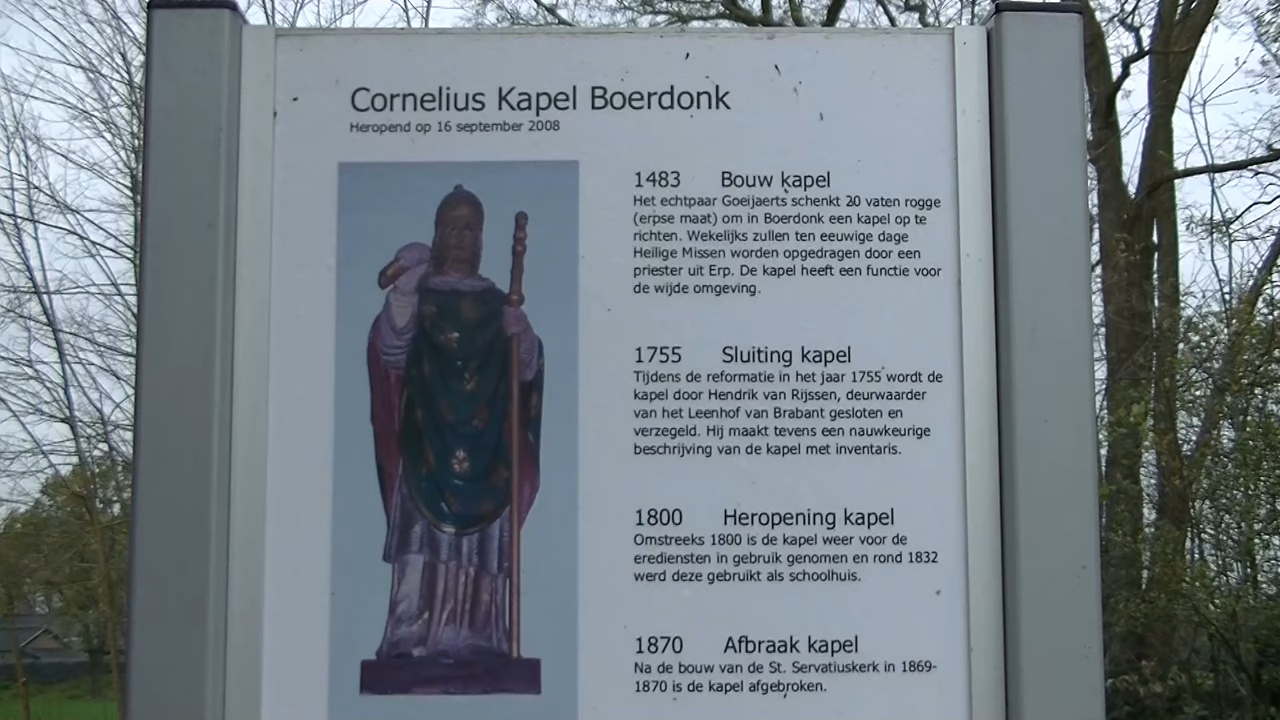 Cornelius Kapel Boerdonk
Heropend op 16 september 2008
1483 Bouw kapel
Het echtpaar Goeijaerts schenkt 20 vaten rogge
(erpse maat) om in Boerdonk een kapel op te
richten. Wekelijks zullen ten eeuwige dage
Heilige Missen worden opgedragen door een
priester uit Erp. De kapel heeft een functie voor
de wijde omgeving.
1755 Sluiting kapel
Tijdens de reformatie in het jaar 1755 wordt de
kapel door Hendrik van Rijssen, deurwaarder
van het Leenhof van Brabant gesloten en
verzegeld. Hij maakt tevens een nauwkeurige
beschrijving van de kapel met inventaris.
1800 Heropening kapel
Omstreeks 1800 is de kapel weer voor de
erediensten in gebruik genomen en rond 1832
werd deze gebruikt als schoolhuis.
1870 Afbraak kapel
Na de bouw van de St. Servatiuskerk in 1869-
1870 is de kapel afgebroken.